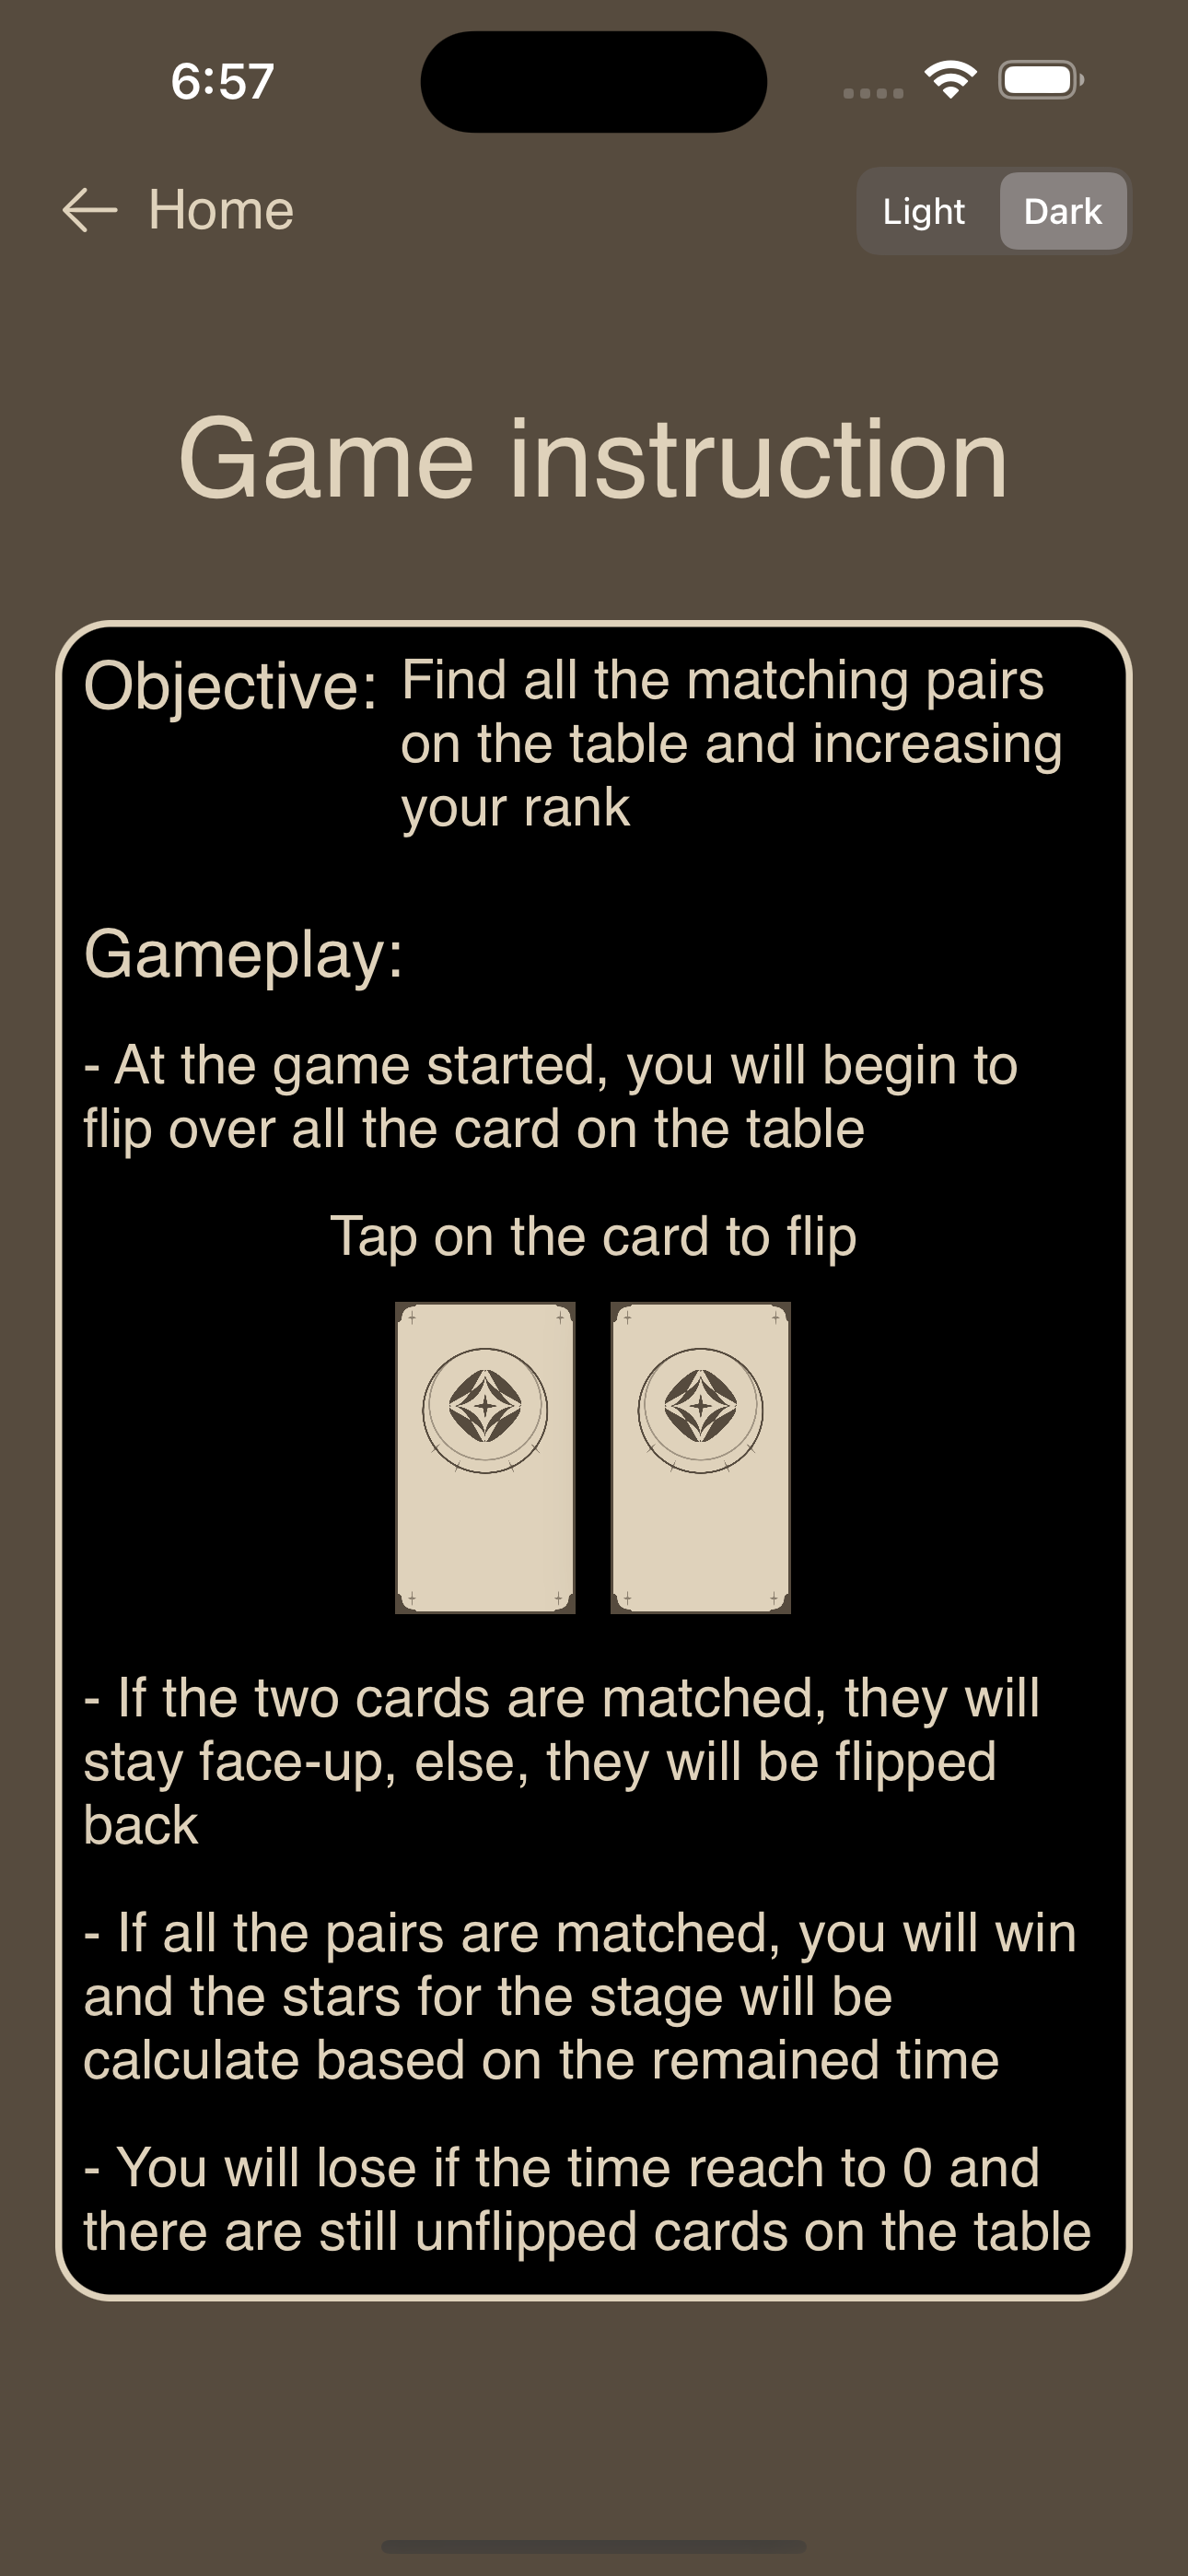 6:57
Home
Light
Dark
Game instruction
Objective:
Find all the matching pairs
on the table and increasing
your rank
Gameplay:
- At the game started, you will begin to
flip over all the card on the table
Tap on the card to flip
- If the two cards are matched, they will
stay face-up, else, they will be flipped
back
- If all the pairs are matched, you will win
and the stars for the stage will be
calculate based on the remained time
- You will lose if the time reach to 0 and
there are still unflipped cards on the table